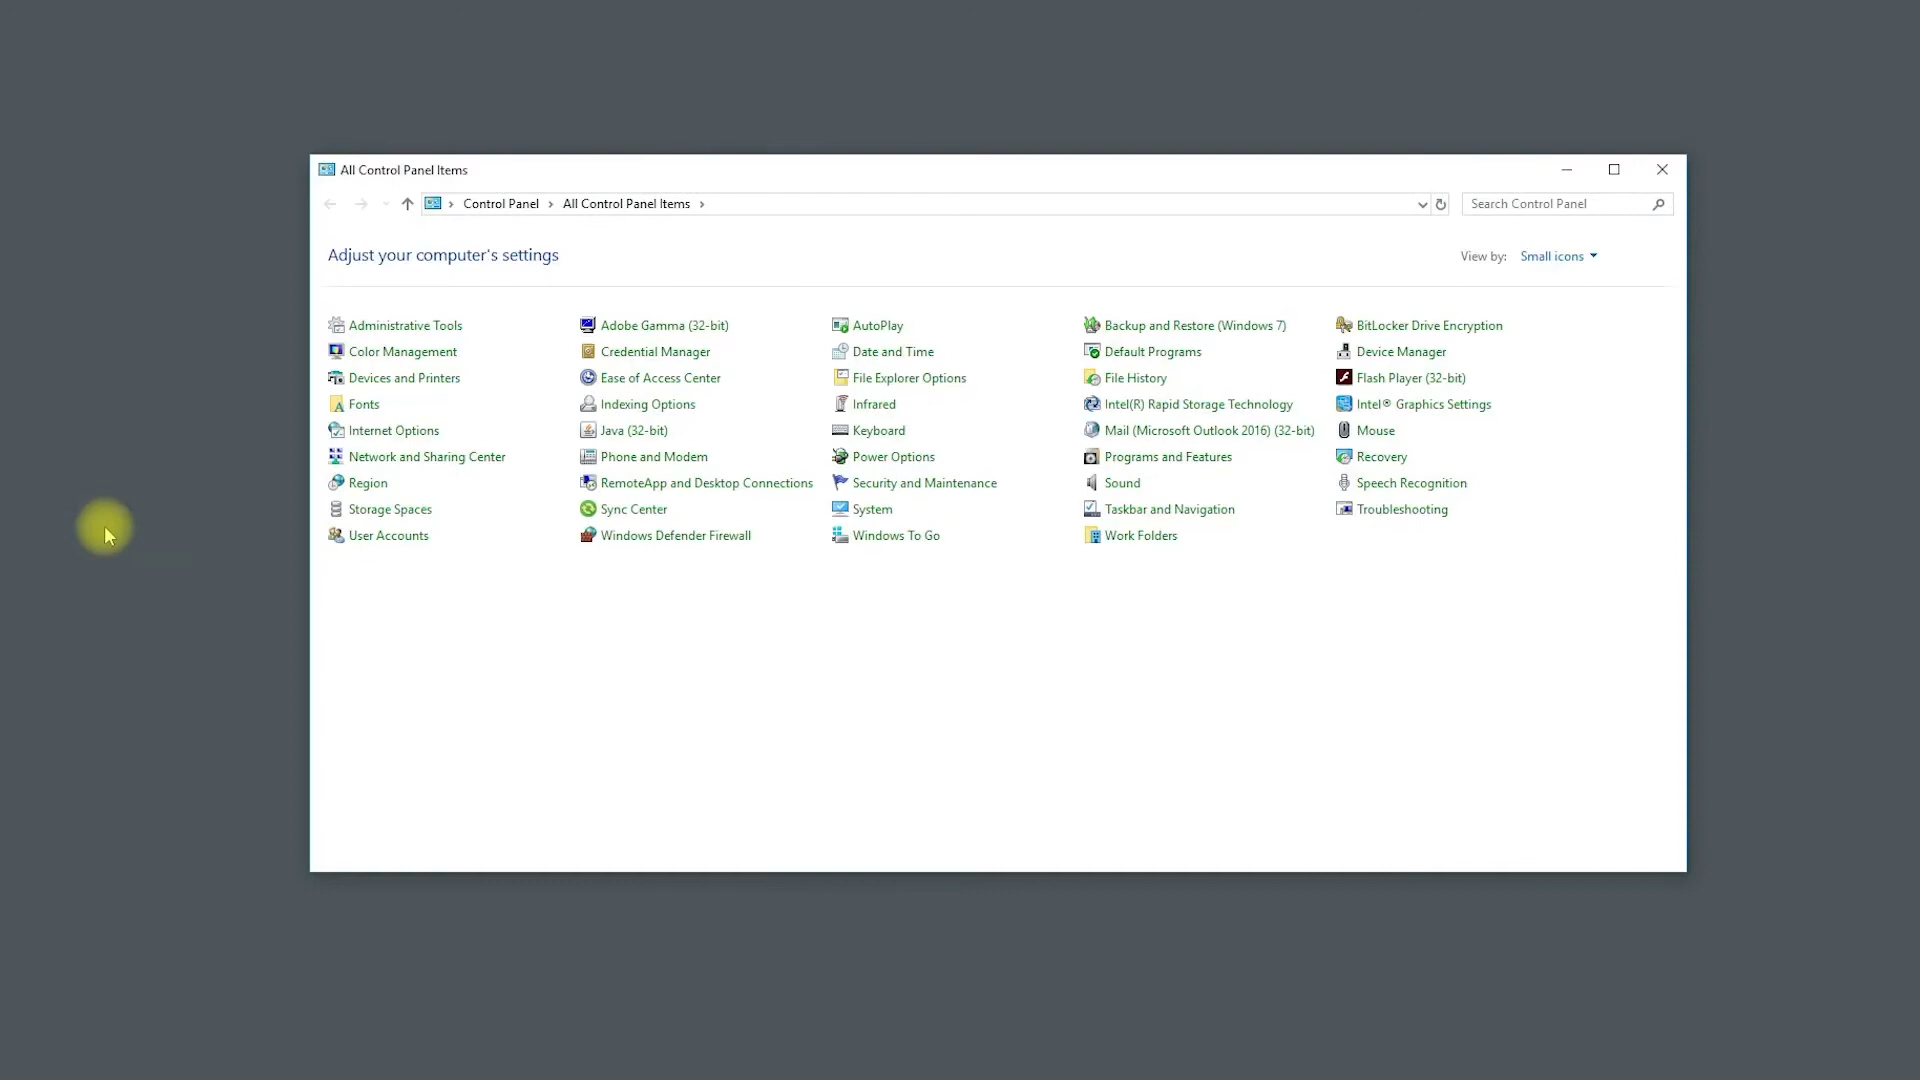 All Control Panel Items
Control Panel > All Control Panel Items >
Search Control Panel
Adjust your computer's settings
View by: Small icons
Administrative Tools
Adobe Gamma (32-bit)
AutoPlay
Backup and Restore (Windows 7)
BitLocker Drive Encryption
Color Management
Credential Manager
Date and Time
Default Programs
Device Manager
Devices and Printers
Ease of Access Center
File Explorer Options
File History
Flash Player (32-bit)
Fonts
Indexing Options
Infrared
Intel(R) Rapid Storage Technology
Intel® Graphics Settings
Internet Options
Java (32-bit)
Keyboard
Mail (Microsoft Outlook 2016) (32-bit)
Mouse
Network and Sharing Center
Phone and Modem
Power Options
Programs and Features
Recovery
Region
RemoteApp and Desktop Connections
Security and Maintenance
Sound
Speech Recognition
Storage Spaces
Sync Center
System
Taskbar and Navigation
Troubleshooting
User Accounts
Windows Defender Firewall
Windows To Go
Work Folders